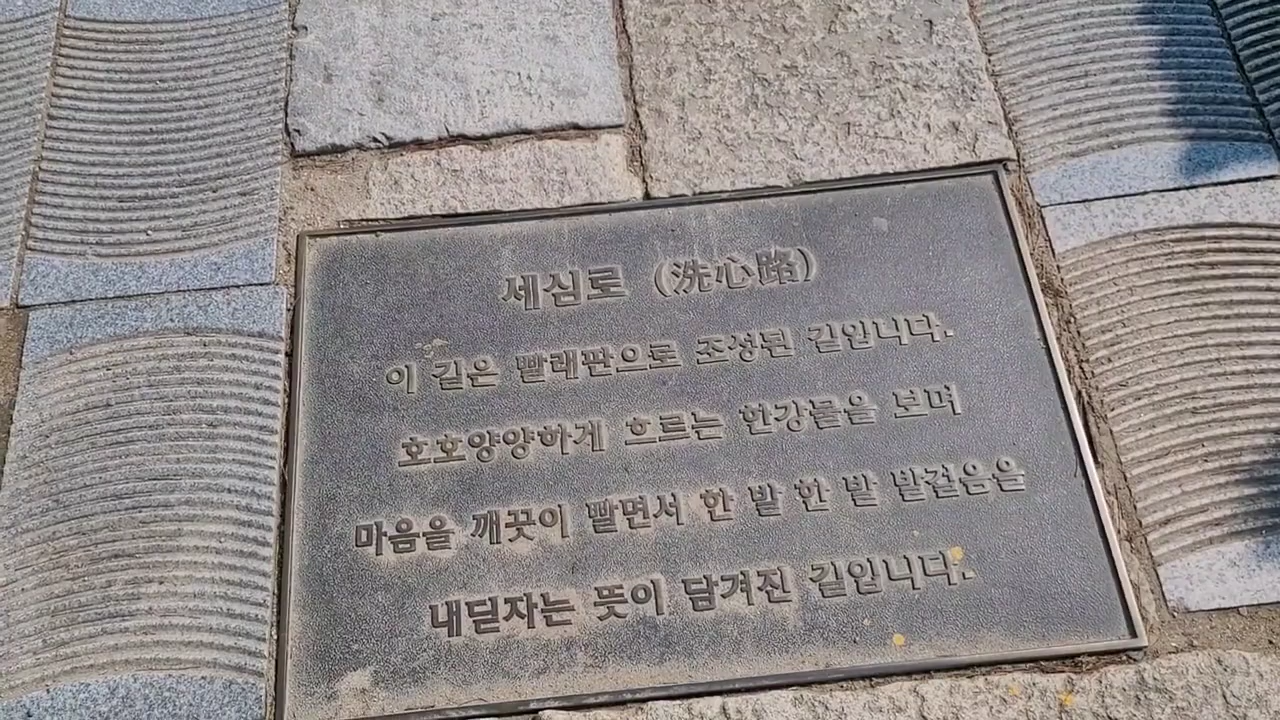 세심로 (洗心路)
이 길은 빨래판으로 조성된 길입니다.
호호양양하게 흐르는 한강물을 보며
마음을 깨끗이 빨면서 한 발 한 발 발걸음을
내딛자는 뜻이 담겨진 길입니다.